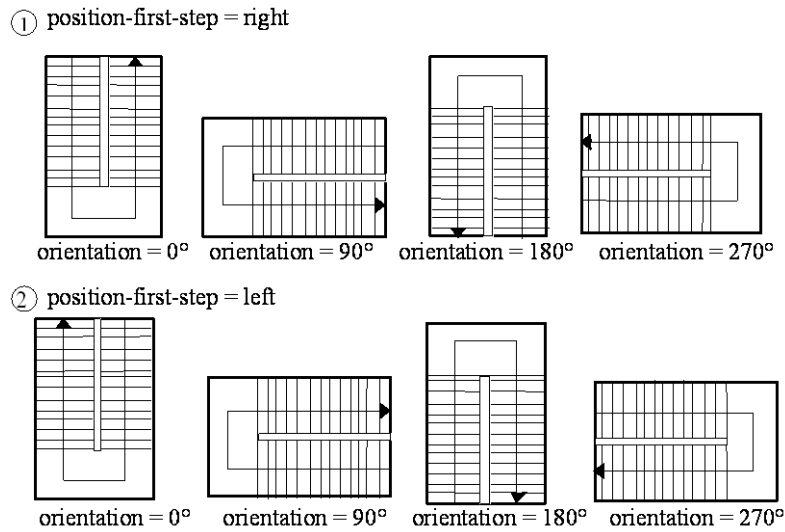 ① position-first-step = right
orientation = 0° orientation = 90° orientation = 180° orientation = 270°
② position-first-step = left
orientation = 0° orientation = 90° orientation = 180° orientation = 270°